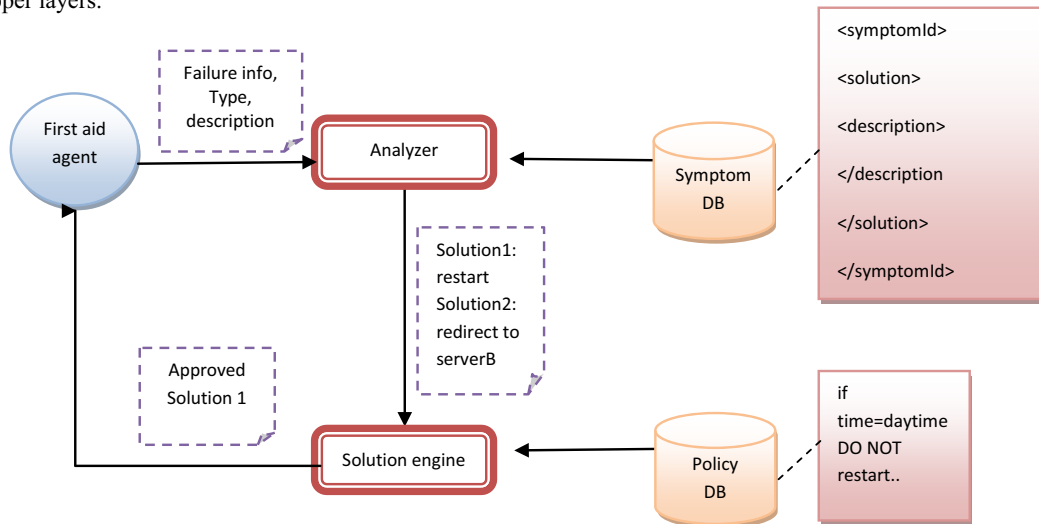 pper layers.
Failure info,
Type,
description
First aid
agent
Analyzer
Symptom
DB
<symptomId>
<solution>
<description>
</description
</solution>
</symptomId>
Solution1:
restart
Solution2:
redirect to
serverB
Approved
Solution 1
Solution engine
Policy
DB
if
time=daytime
DO NOT
restart..